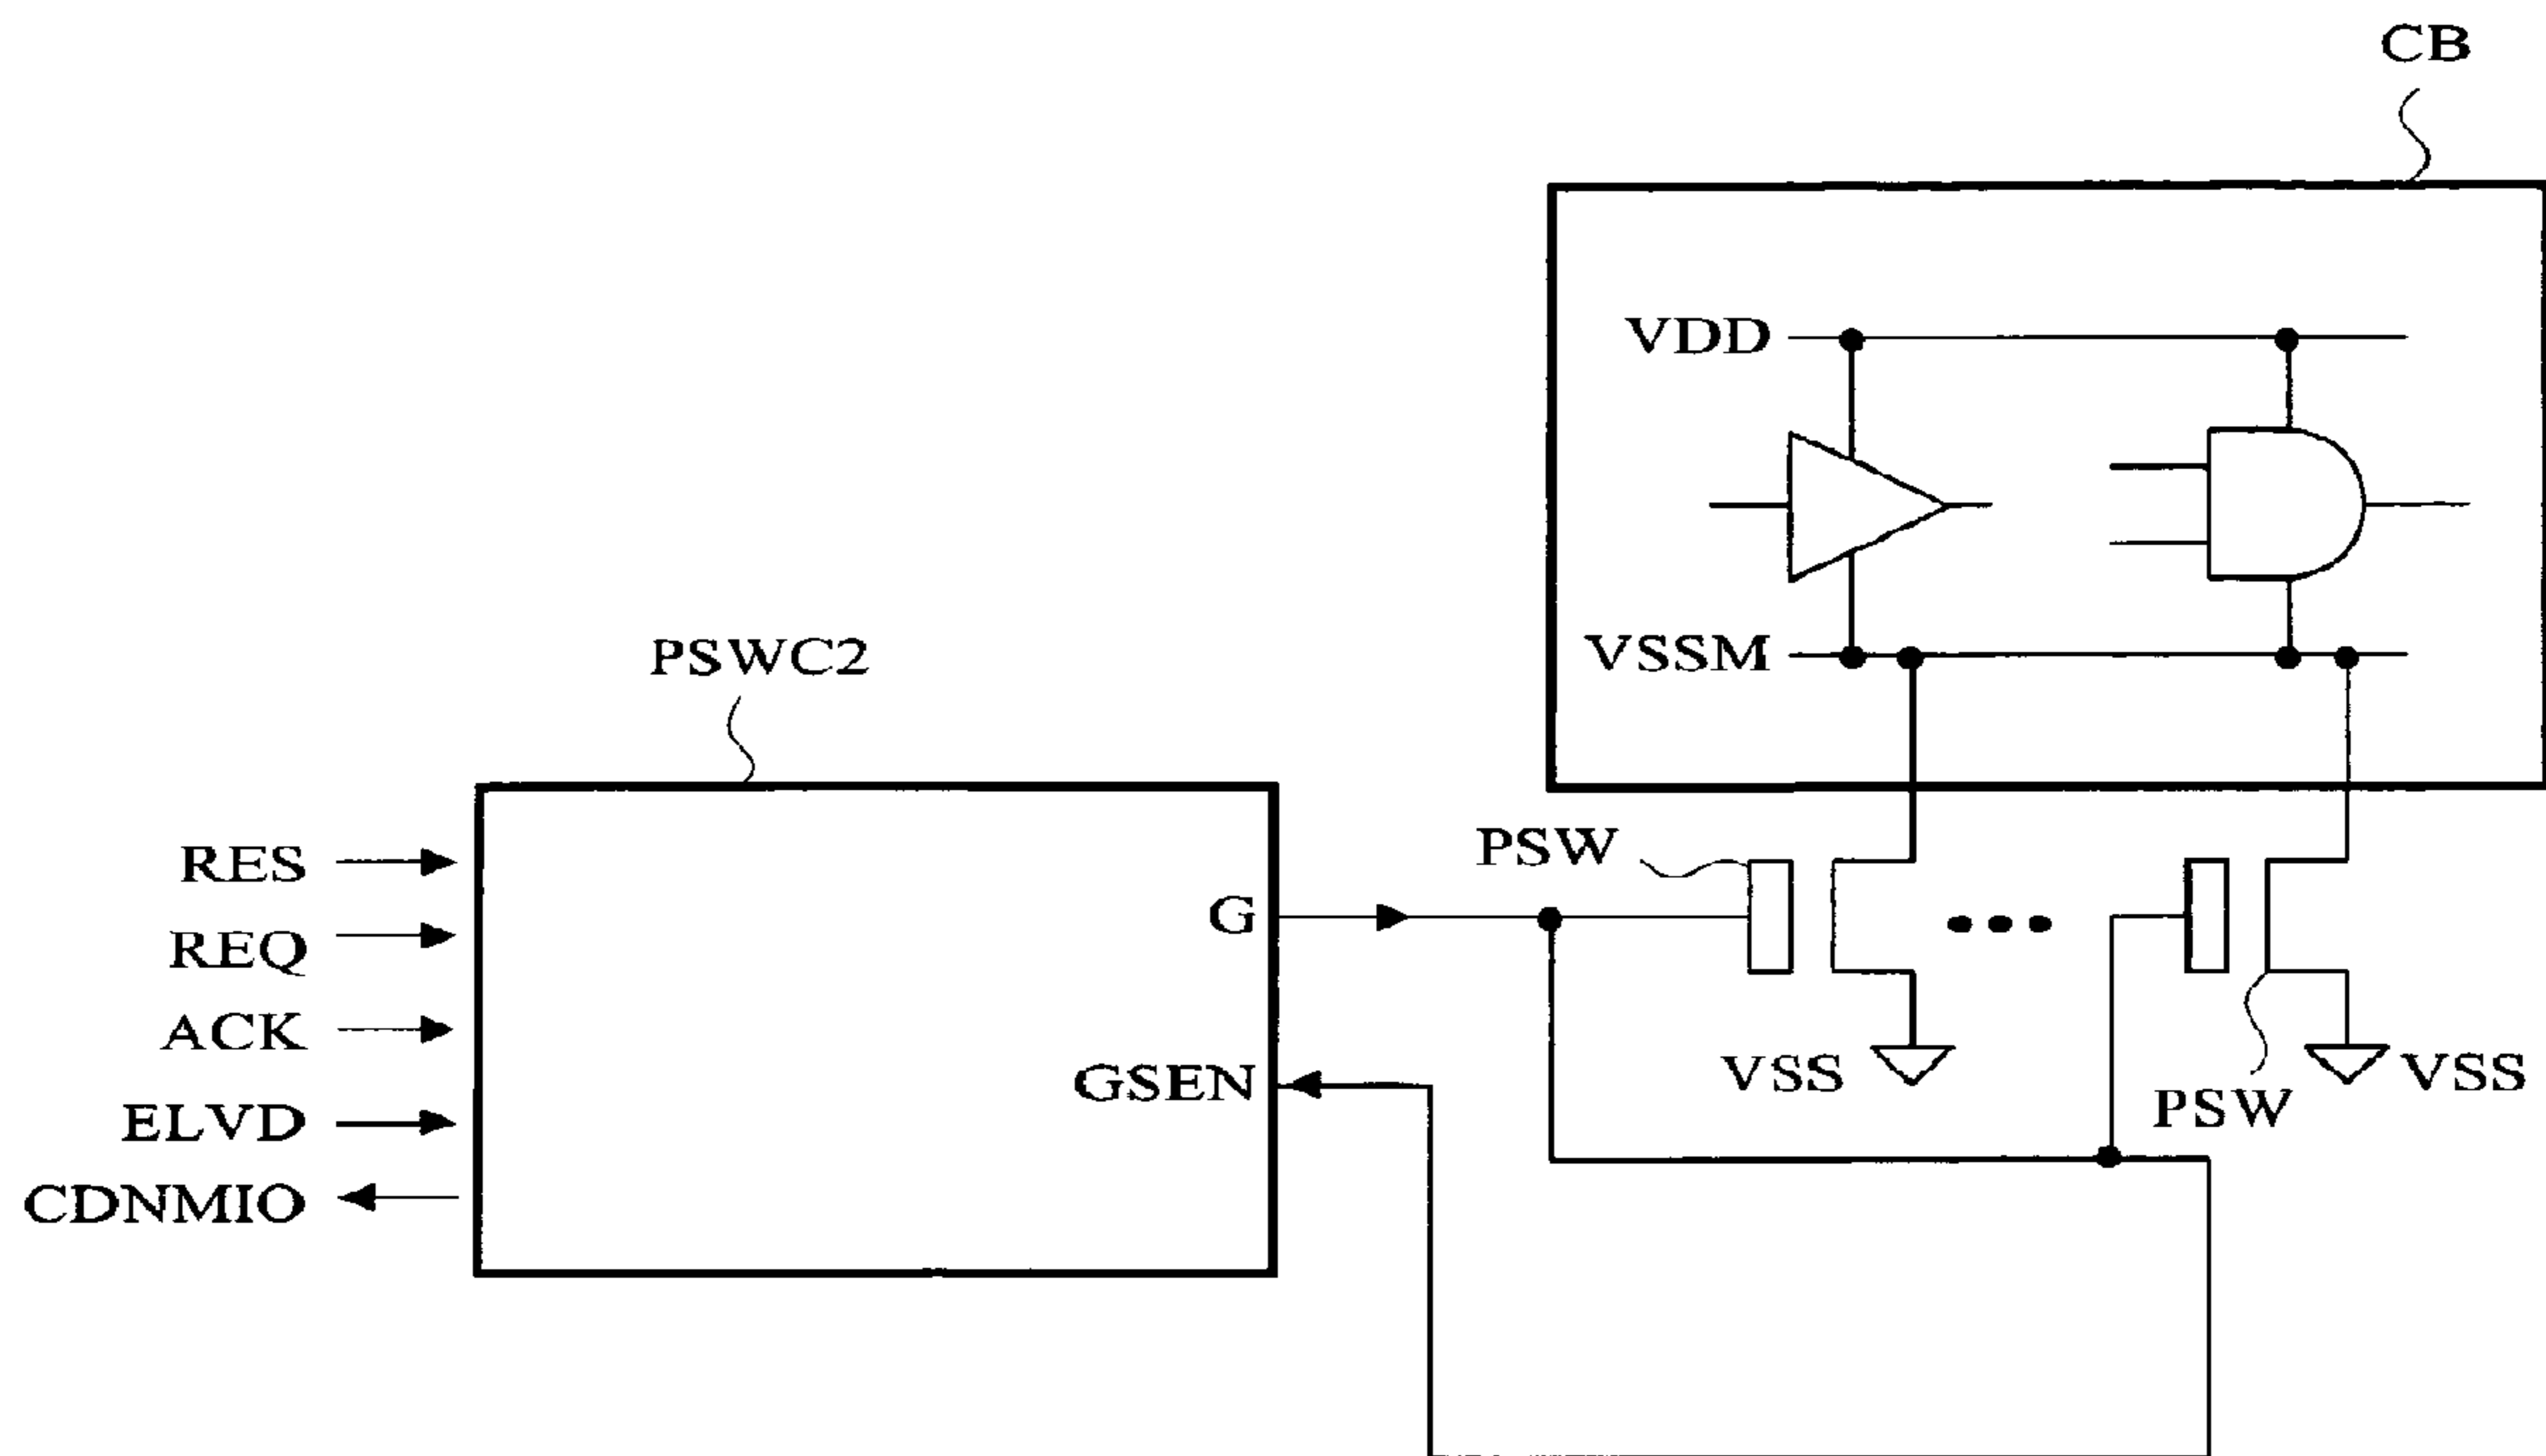 CB
VDD
VSSM
PSWC2
PSW
RES
G
REQ
ACK
GSEN
VSS
VSS
PSW
ELVD
CDNMIO